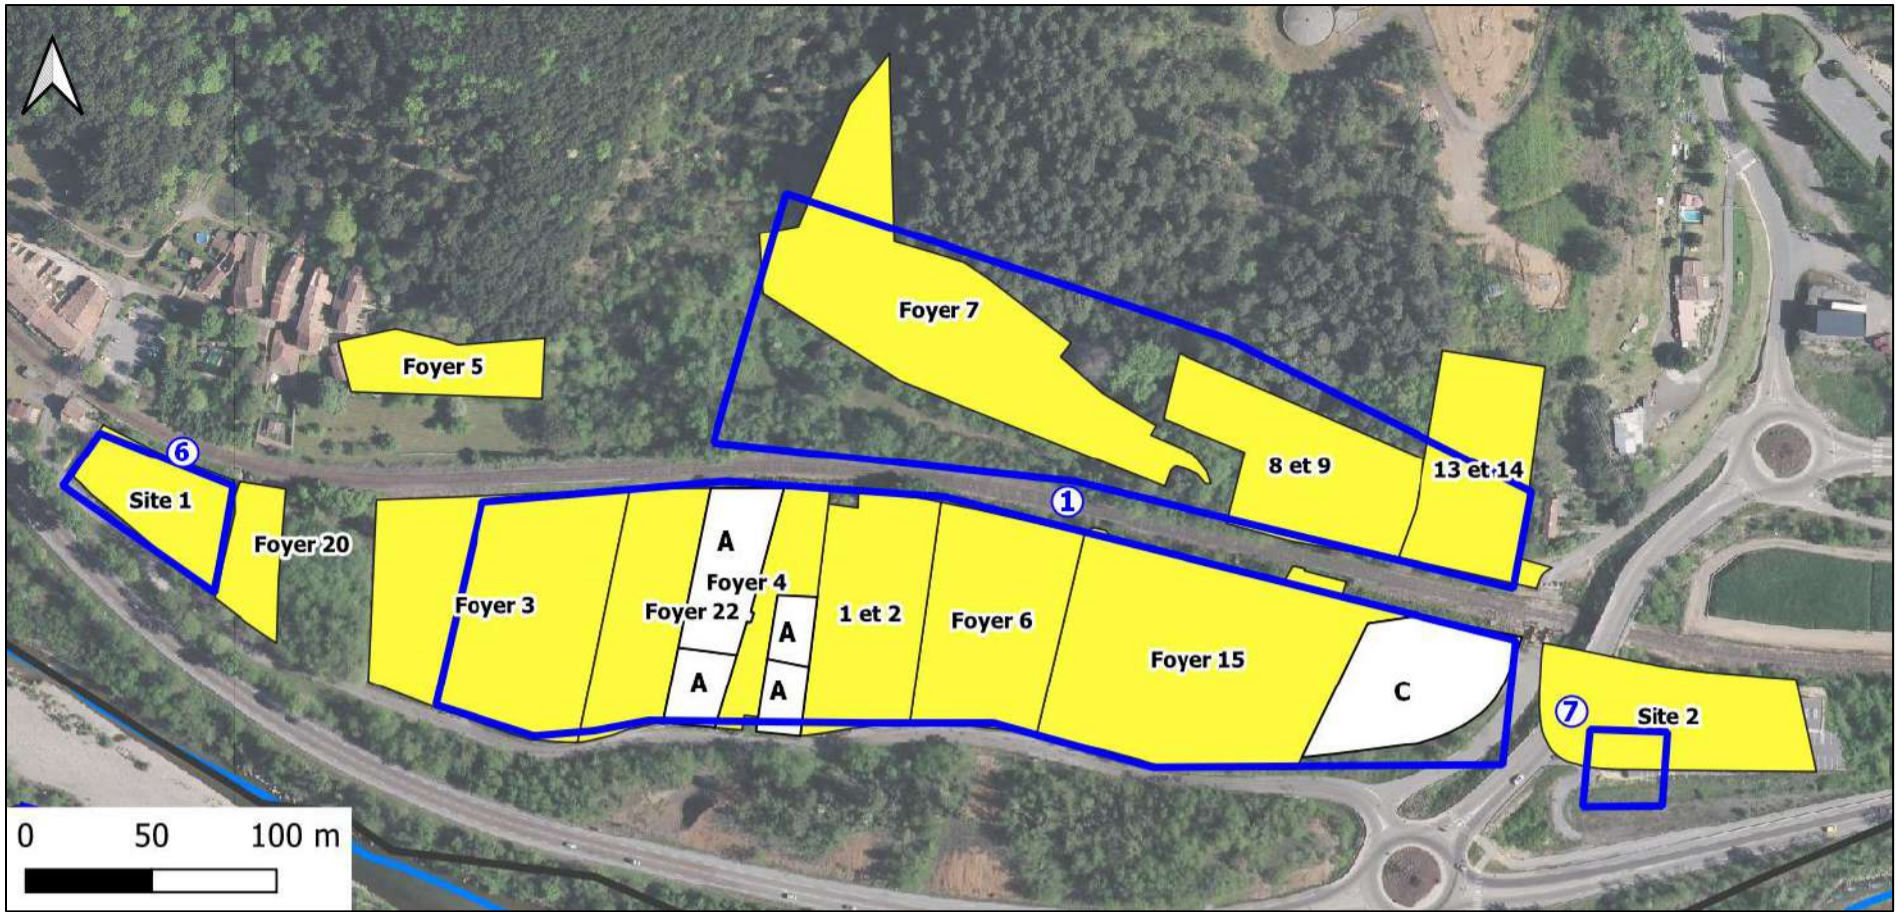 Foyer 7
Foyer 5
6
Site 1
8 et 9
13 et 14
1
Foyer 20
A
Foyer 4
Foyer 3
Foyer 22
A
1 et 2
Foyer 6
Foyer 15
A
A
C
7
Site 2
0 50 100 m